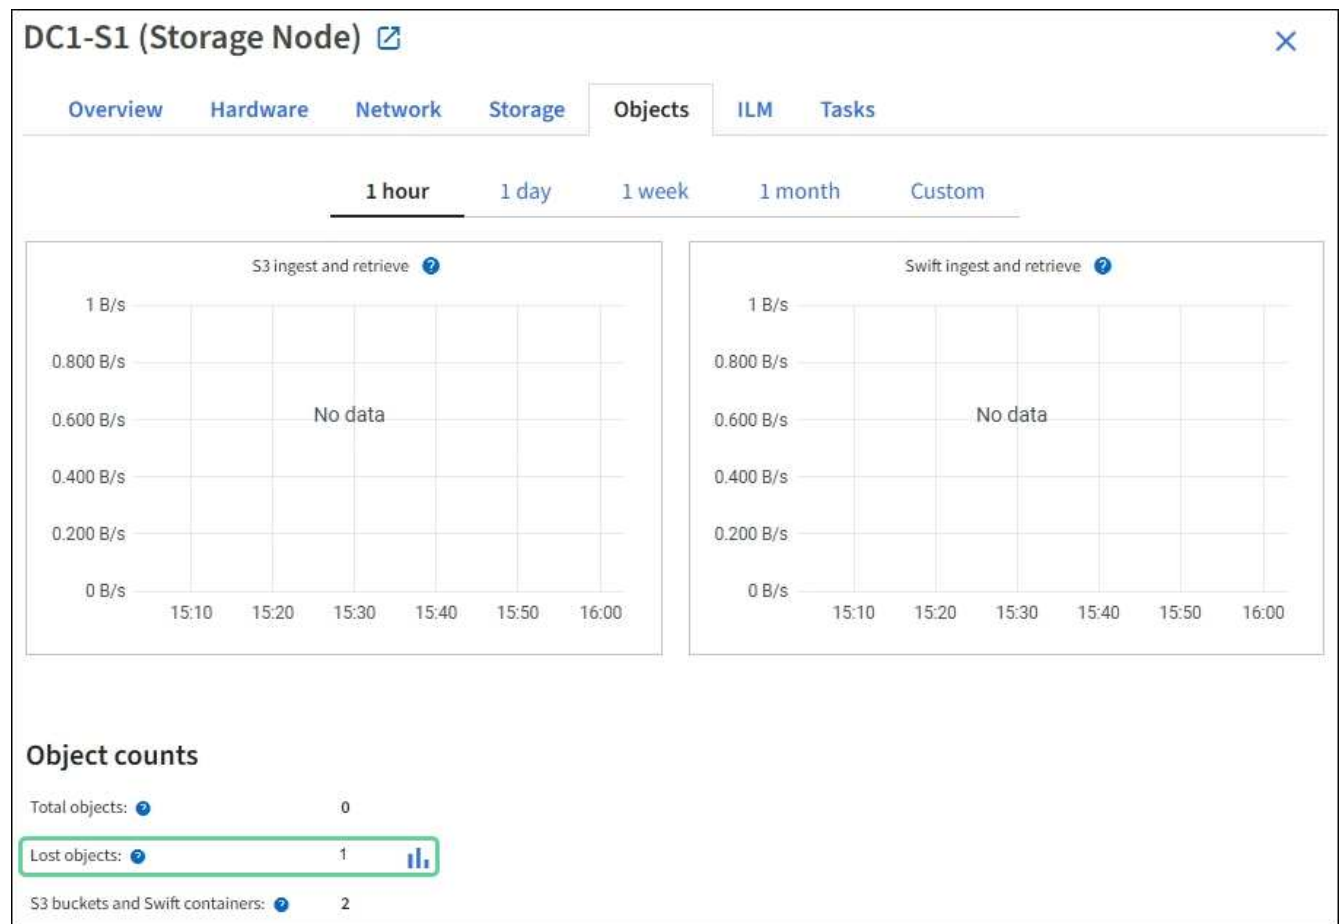 DC1-S1 (Storage Node)
Overview Hardware Network Storage Objects ILM Tasks
1 hour 1 day 1 week 1 month Custom
S3 ingest and retrieve ?
1 B/s
0.800 B/s
0.600 B/s
0.400 B/s
0.200 B/s
0 B/s
No data
15:10 15:20 15:30 15:40 15:50 16:00
Swift ingest and retrieve ?
1 B/s
0.800 B/s
0.600 B/s
0.400 B/s
0.200 B/s
0 B/s
No data
15:10 15:20 15:30 15:40 15:50 16:00
Object counts
Total objects: ? 0
Lost objects: ? 1
S3 buckets and Swift containers: ? 2